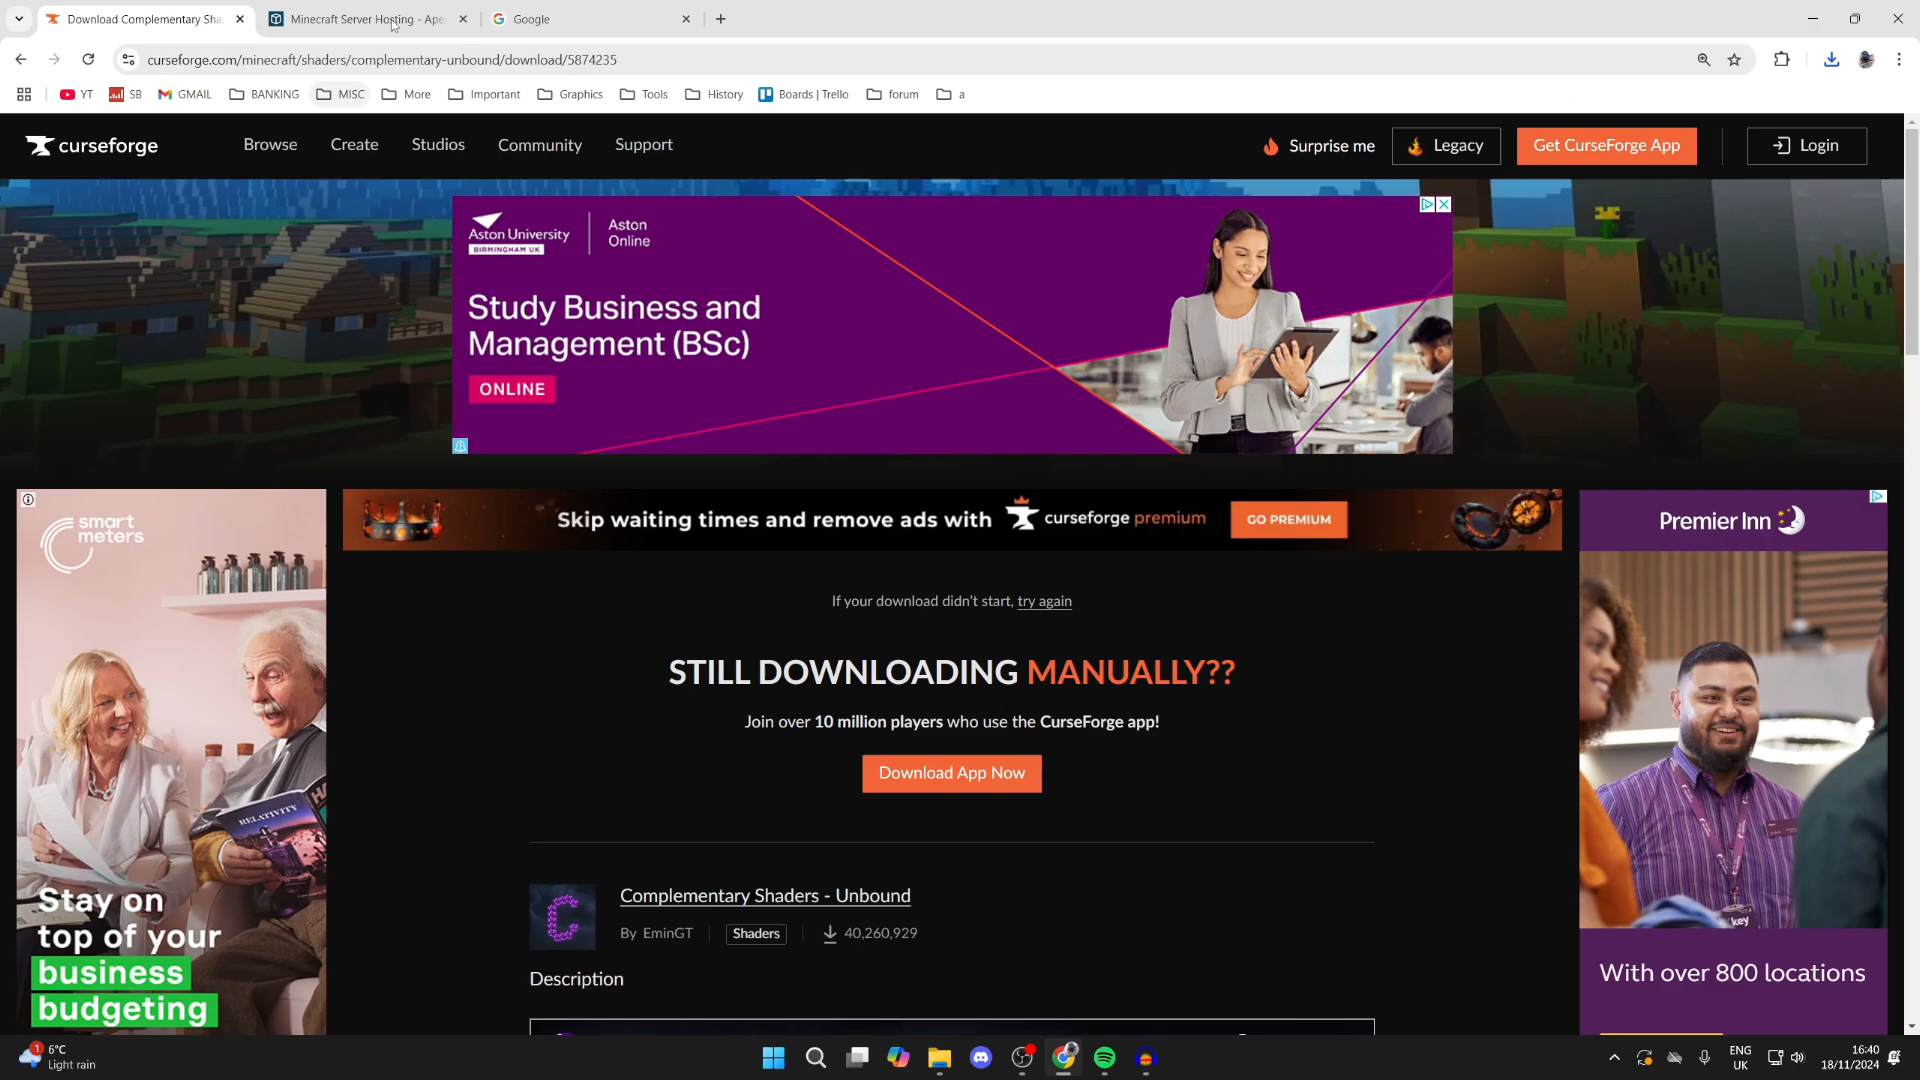 Download Complementary Sha
Minecraft Server Hosting - Ape
Google
curseforge.com/minecraft/shaders/complementary-unbound/download/5874235
YT
SB
GMAIL
BANKING
MISC
More
Important
Graphics
Tools
History
Boards | Trello
forum
a
curseforge
Browse
Create
Studios
Community
Support
Surprise me
Legacy
Get CurseForge App
Login
Aston University
BIRMINGHAM UK
Aston
Online
Study Business and
Management (BSc)
ONLINE
smart
meters
RELATIVITY
Stay on
top of your
business
budgeting
Skip waiting times and remove ads with curseforge premium
GO PREMIUM
If your download didn't start, try again
STILL DOWNLOADING MANUALLY??
Join over 10 million players who use the CurseForge app!
Download App Now
Complementary Shaders - Unbound
By EminGT
Shaders
40,260,929
Description
Premier Inn
key
With over 800 locations
1
6°C
Light rain
ENG
UK
16:40
18/11/2024